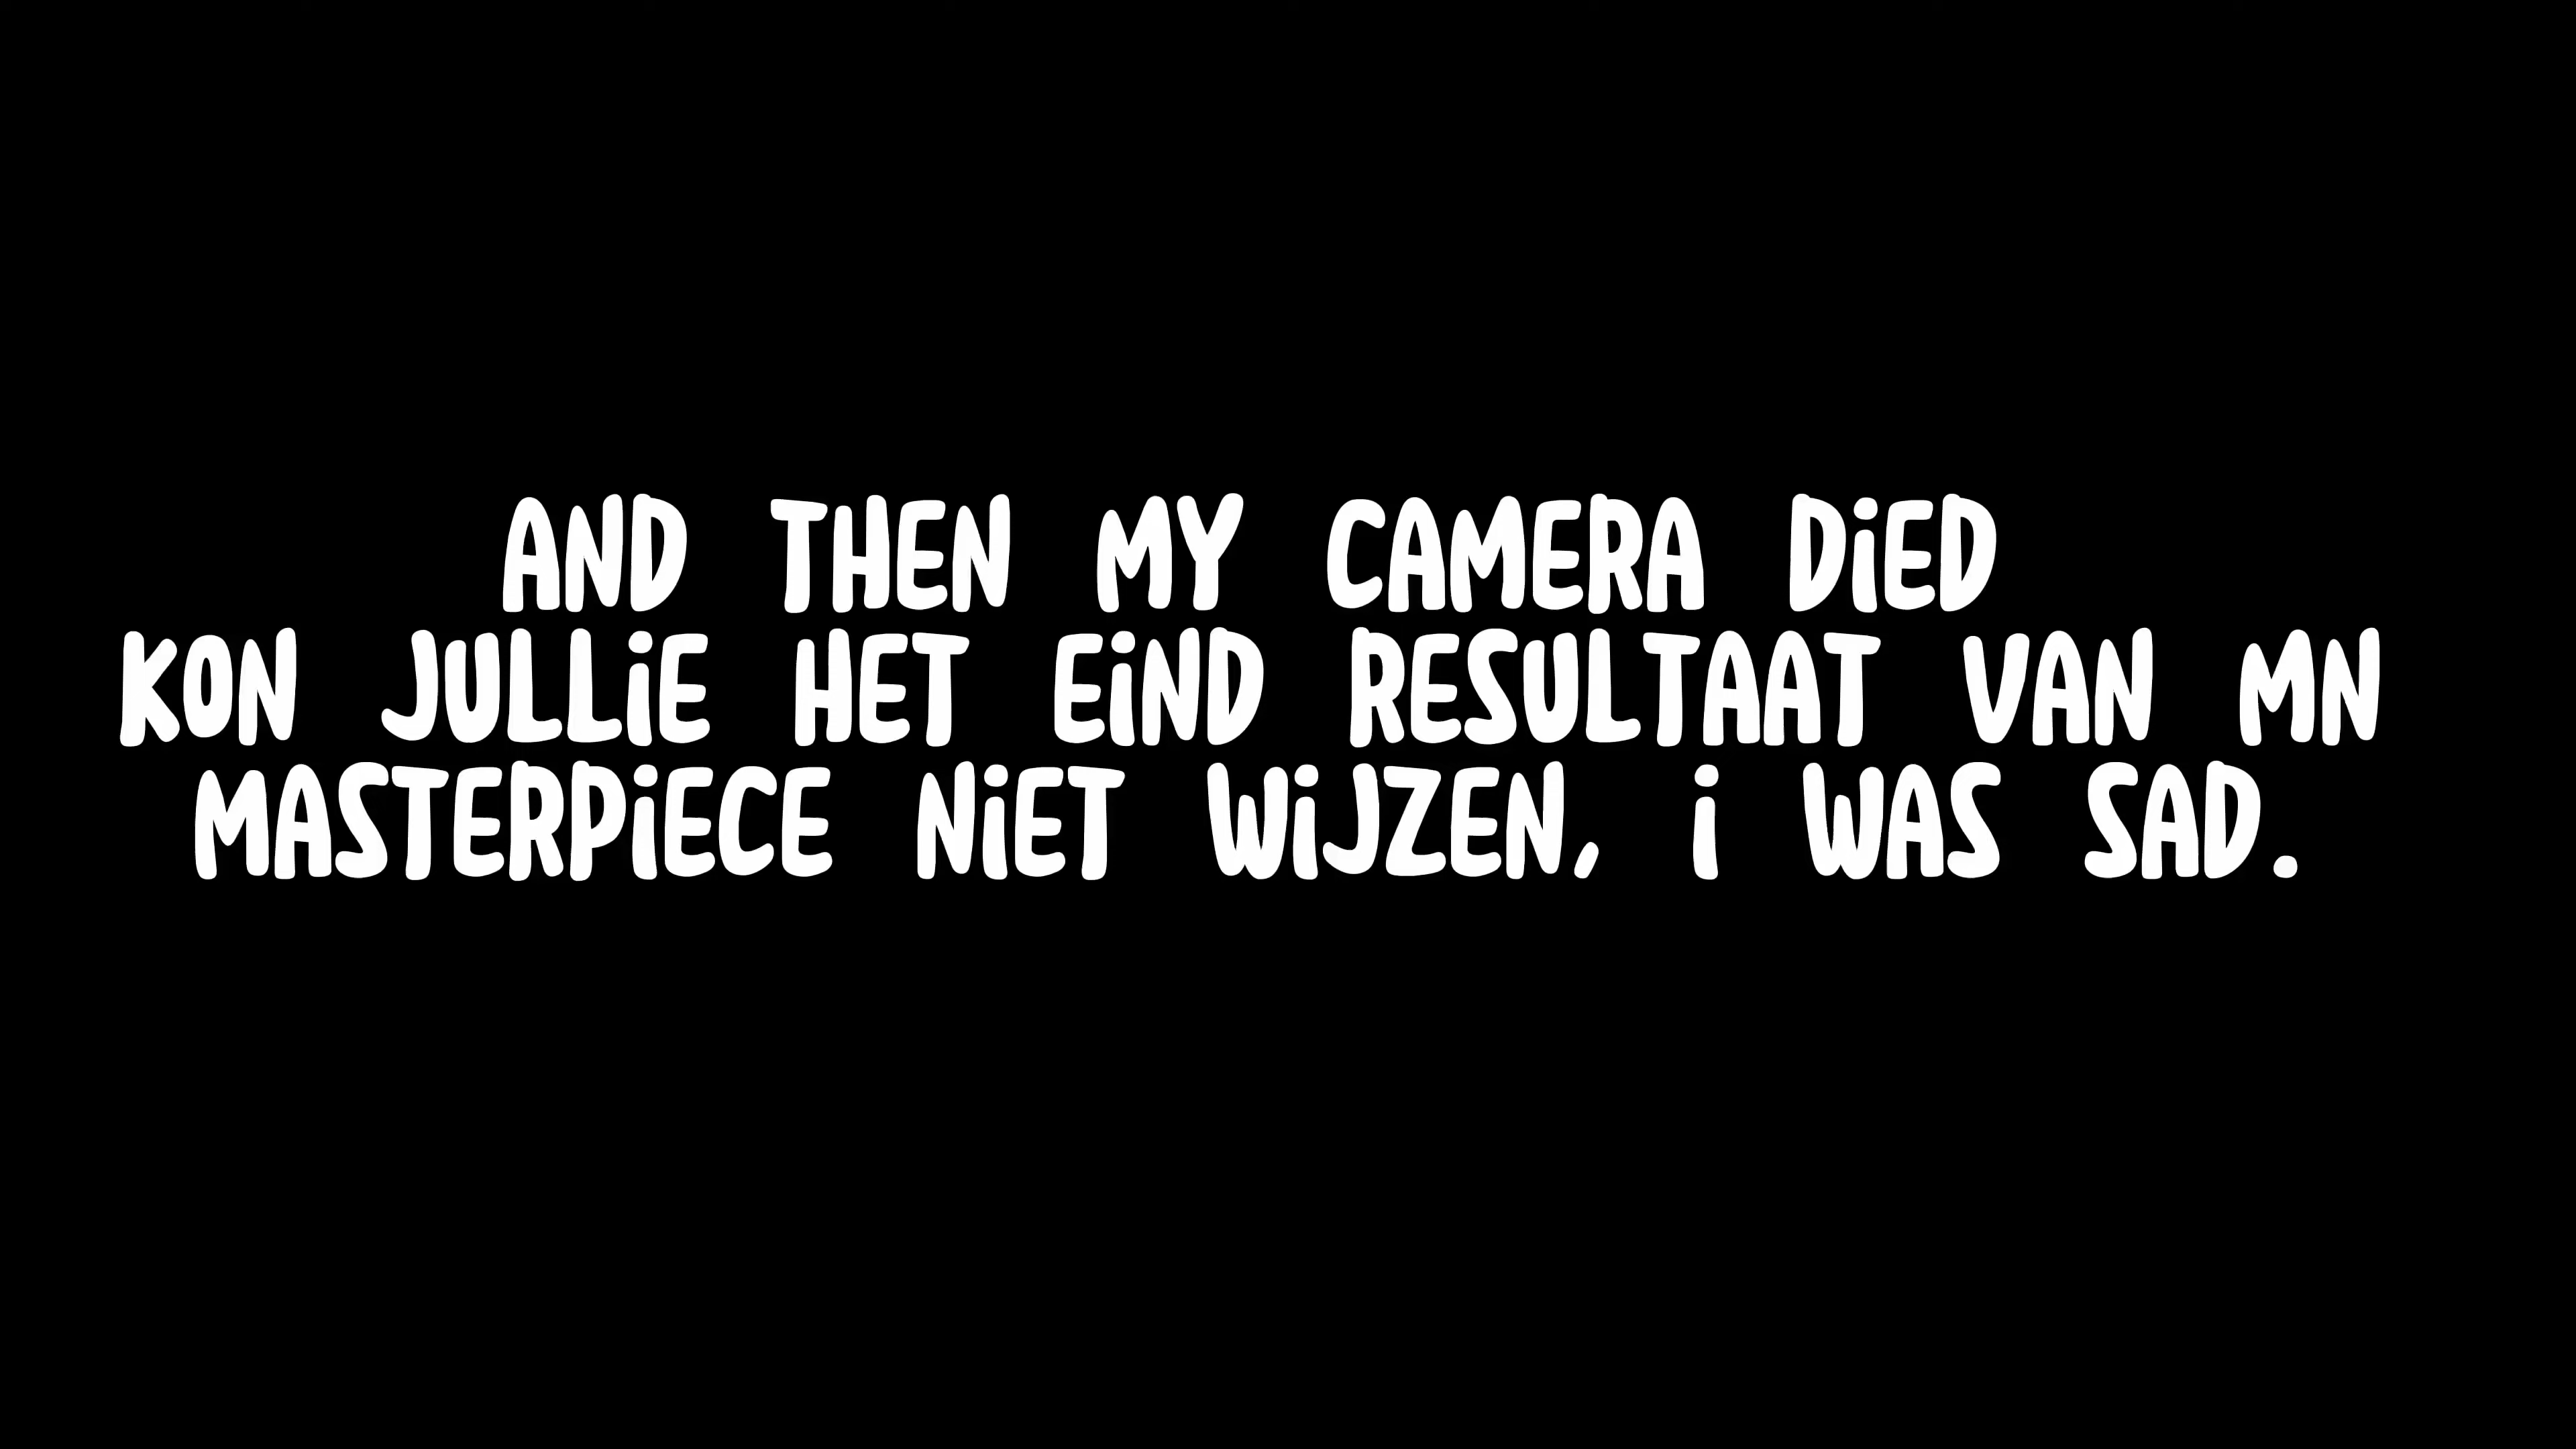 AND THEN MY CAMERA DiED
KON JULLiE HET EiND RESULTAAT VAN MN
MASTERPiECE NiET WiJZEN, i WAS SAD.